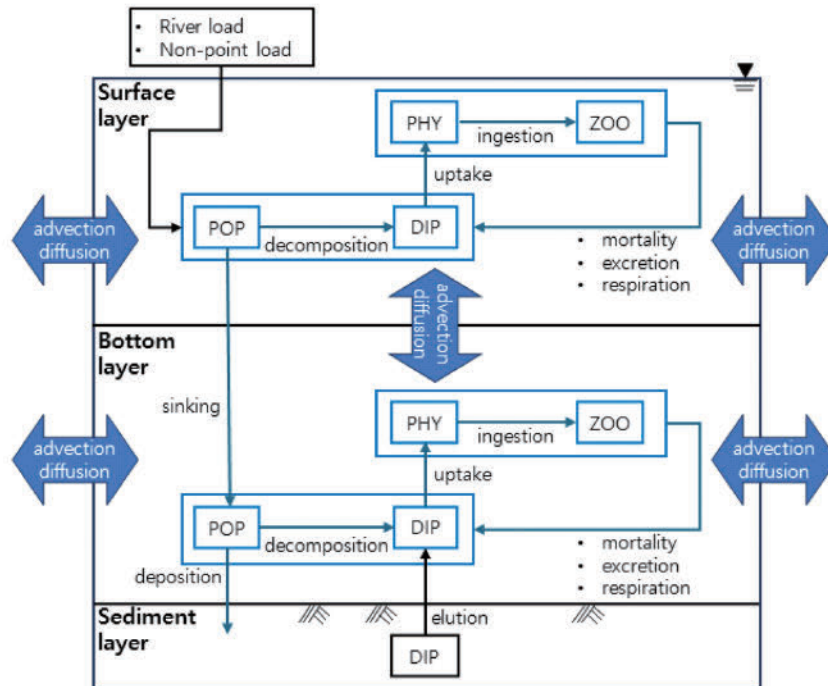 • River load
• Non-point load
Surface
layer
PHY
ingestion
ZOO
uptake
advection
diffusion
POP
decomposition
DIP
• mortality
• excretion
• respiration
advection
diffusion
advection
diffusion
Bottom
layer
sinking
PHY
ingestion
ZOO
uptake
advection
diffusion
POP
decomposition
DIP
• mortality
• excretion
• respiration
advection
diffusion
deposition
Sediment
layer
elution
DIP